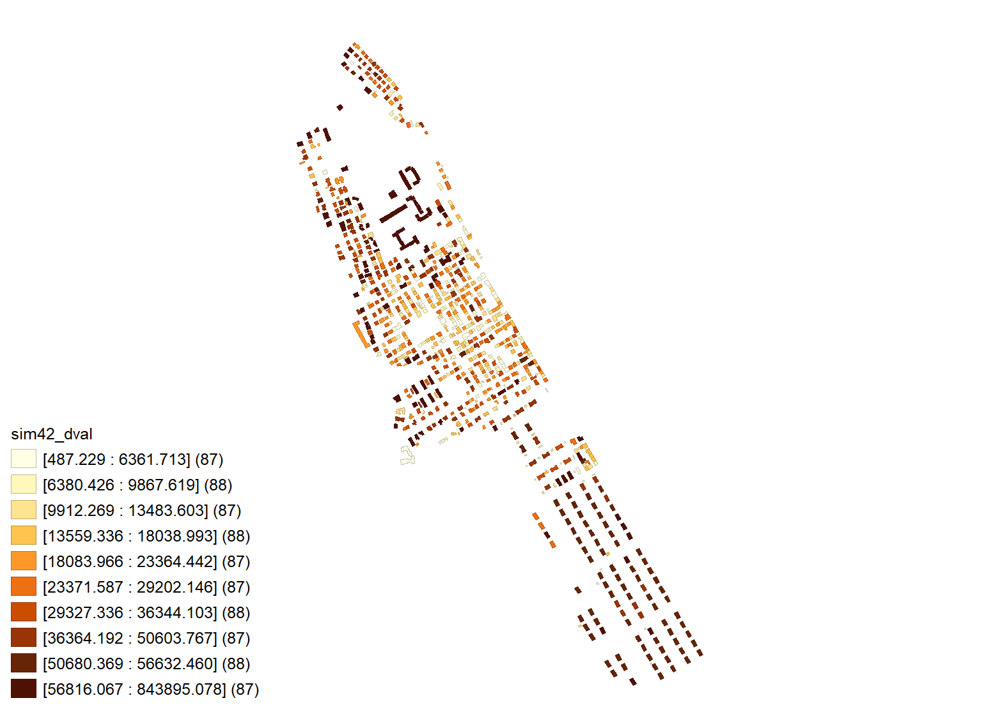 sim42_dval
[487.229 : 6361.713] (87)
[6380.426 : 9867.619] (88)
[9912.269 : 13483.603] (87)
[13559.336 : 18038.993] (88)
[18083.966 : 23364.442] (87)
[23371.587 : 29202.146] (87)
[29327.336 : 36344.103] (88)
[36364.192 : 50603.767] (87)
[50680.369 : 56632.460] (88)
[56816.067 : 843895.078] (87)